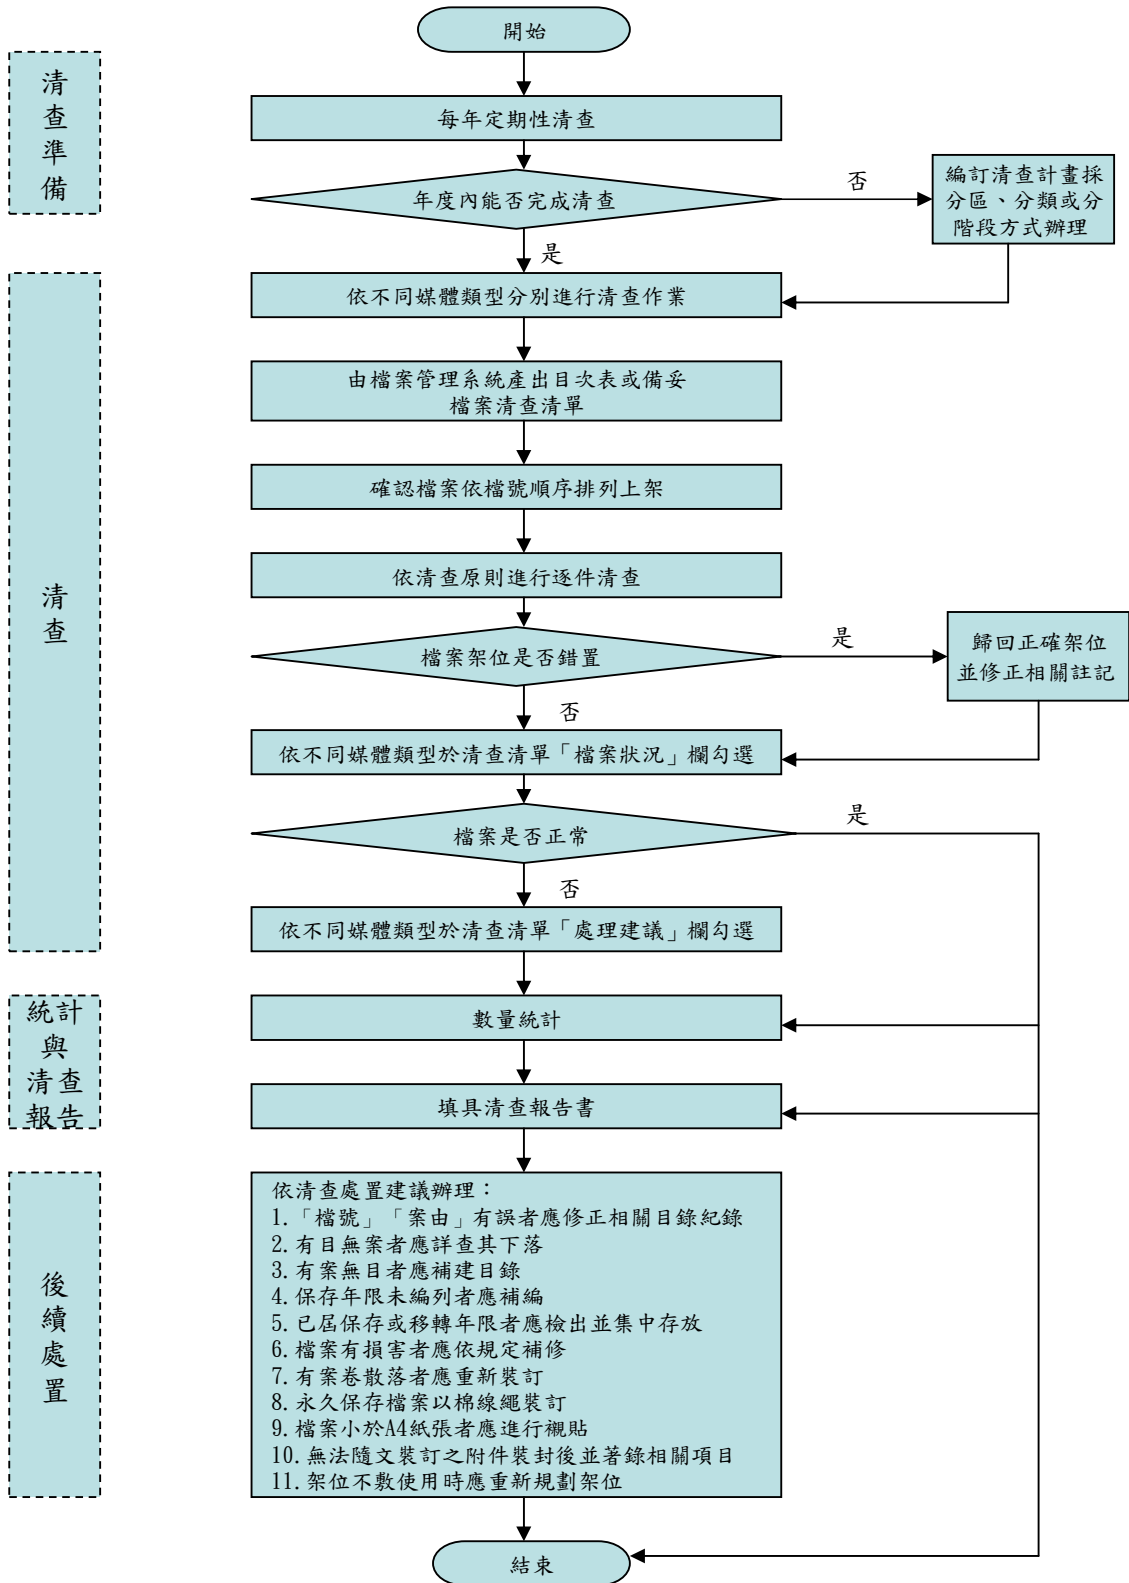 開始
清
查
準
備
每年定期性清查
年度內能否完成清查
否
編訂清查計畫採
分區、分類或分
階段方式辦理
是
依不同媒體類型分別進行清查作業
由檔案管理系統產出目次表或備妥
檔案清查清單
確認檔案依檔號順序排列上架
清
查
依清查原則進行逐件清查
檔案架位是否錯置
是
歸回正確架位
並修正相關註記
否
依不同媒體類型於清查清單「檔案狀況」欄勾選
檔案是否正常
是
否
依不同媒體類型於清查清單「處理建議」欄勾選
統計
與
清查
報告
數量統計
填具清查報告書
後
續
處
置
依清查處置建議辦理：
1.「檔號」「案由」有誤者應修正相關目錄紀錄
2.有目無案者應詳查其下落
3.有案無目者應補建目錄
4.保存年限未編列者應補編
5.已屆保存或移轉年限者應檢出並集中存放
6.檔案有損害者應依規定補修
7.有案卷散落者應重新裝訂
8.永久保存檔案以棉線繩裝訂
9.檔案小於A4紙張者應進行襯貼
10.無法隨文裝訂之附件裝封後並著錄相關項目
11.架位不敷使用時應重新規劃架位
結束